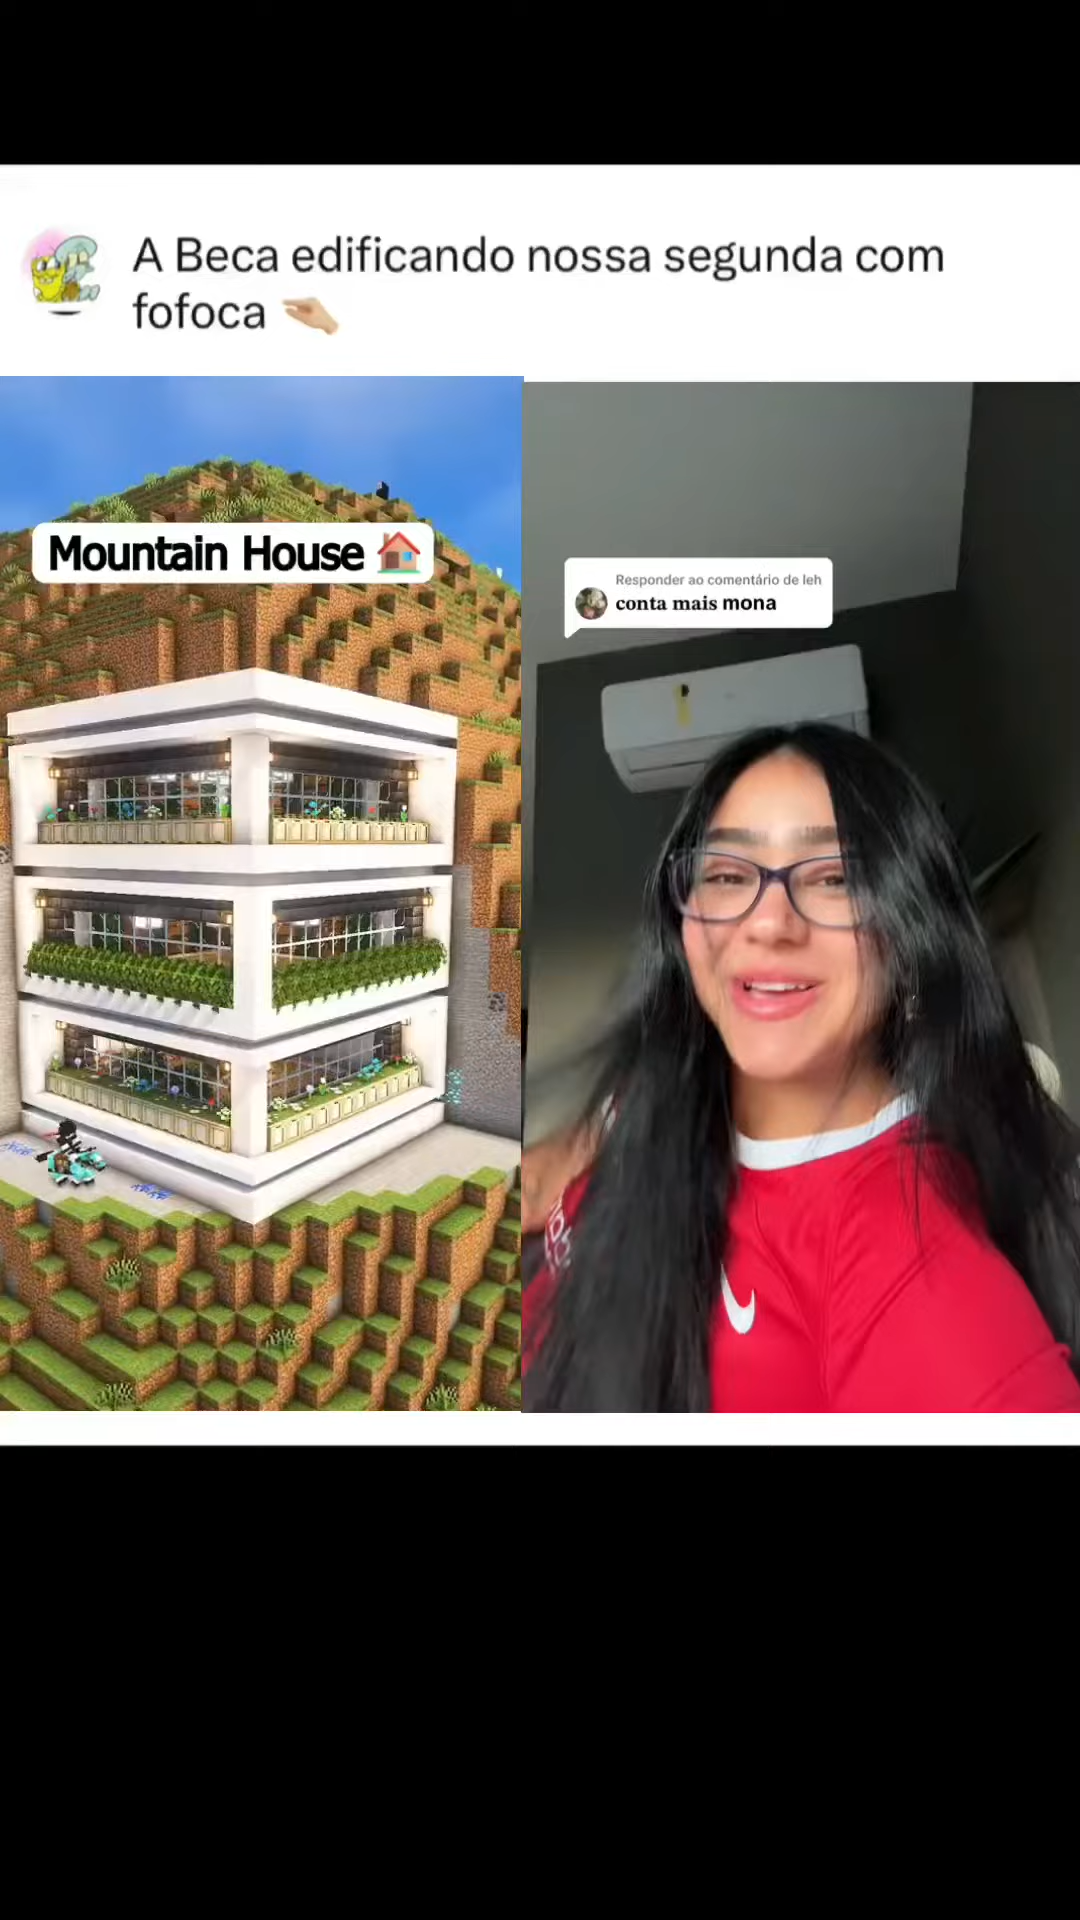 A Beca edificando nossa segunda com
fofoca 🤏🏼
Mountain House 🏠
Responder ao comentário de leh
conta mais mona